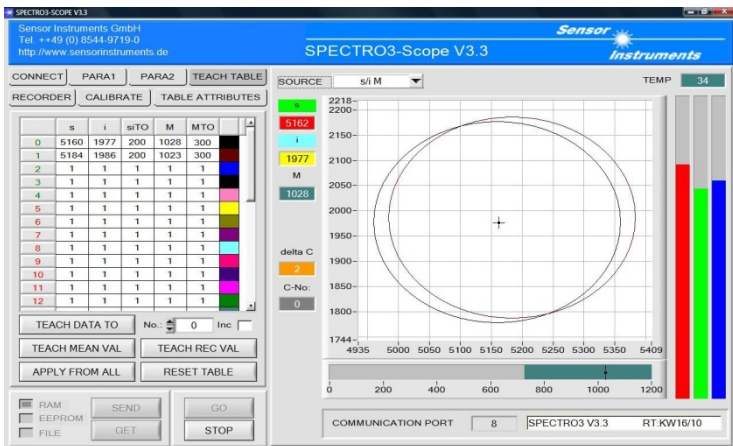 SPECTRO3-SCOPE V3.3
Sensor Instruments GmbH
Tel. ++49 (0) 8544-9719-0
http://www.sensorinstruments.de
SPECTRO3-Scope V3.3
Sensor
Instruments
CONNECT PARA1 PARA2 TEACH TABLE
RECORDER CALIBRATE TABLE ATTRIBUTES
s i siTO M MTO
0 5160 1977 200 1028 300
1 5184 1986 200 1023 300
2 1 1 1 1 1
3 1 1 1 1 1
4 1 1 1 1 1
5 1 1 1 1 1
6 1 1 1 1 1
7 1 1 1 1 1
8 1 1 1 1 1
9 1 1 1 1 1
10 1 1 1 1 1
11 1 1 1 1 1
12 1 1 1 1 1
TEACH DATA TO No.: 0 Inc
TEACH MEAN VAL TEACH REC VAL
APPLY FROM ALL RESET TABLE
RAM
EEPROM
FILE
SEND GO
GET STOP
SOURCE s/i M
TEMP 34
s
5162
i
1977
M
1028
delta C
2
C-No:
0
2218
2200
2150
2100
2050
2000
1950
1900
1850
1800
1744
4935 5000 5050 5100 5150 5200 5250 5300 5350 5409
0 200 400 600 800 1000 1200
COMMUNICATION PORT 8 SPECTRO3 V3.3 RT:KW16/10